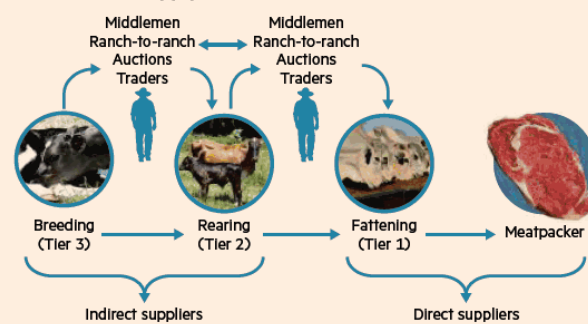 Middlemen
Ranch-to-ranch
Auctions
Traders
Middlemen
Ranch-to-ranch
Auctions
Traders
Breeding
(Tier 3)
Rearing
(Tier 2)
Fattening
(Tier 1)
Meatpacker
Indirect suppliers
Direct suppliers